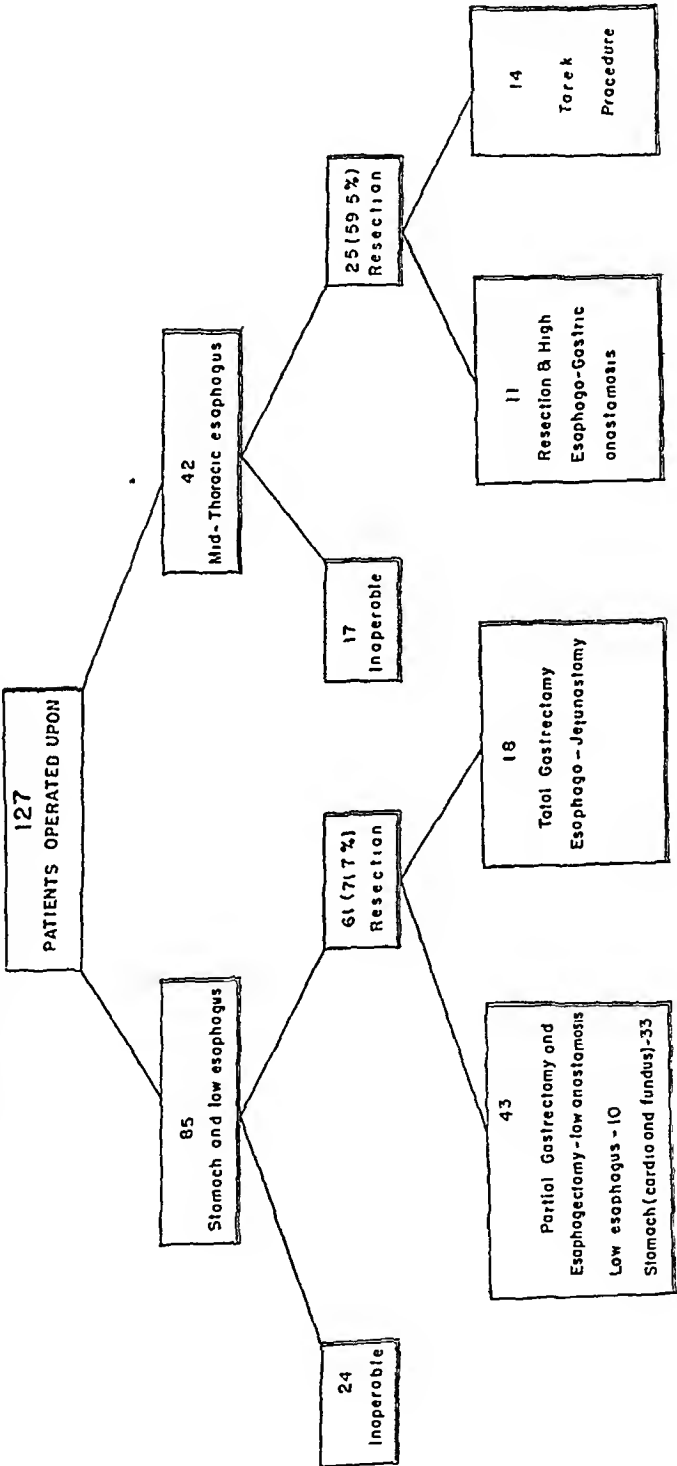 127
PATIENTS OPERATED UPON
85
Stomach and low esophagus
42
Mid-Thoracic esophagus
24
Inoperable
61 (71 7 %)
Resection
17
Inoperable
25 (59 5 %)
Resection
43
Partial Gastrectomy and
Esophagectomy-low anastamosis
Low esophagus - 10
Stomach (cardia and fundus)-33
18
Total Gastrectomy
Esophago-Jejunostomy
11
Resection & High
Esophago-Gastric
anastamosis
14
Torek
Procedure